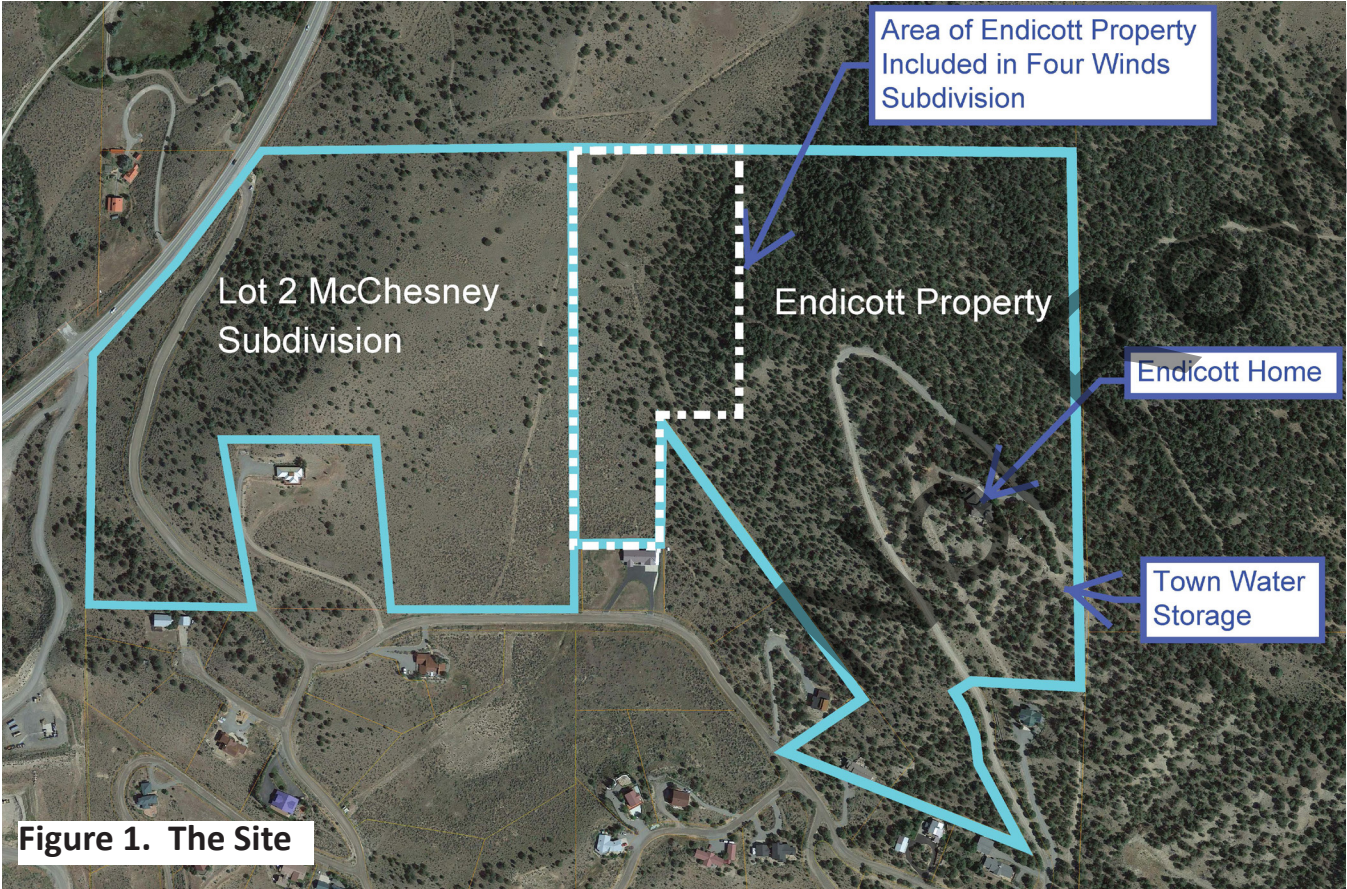 Area of Endicott Property
Included in Four Winds
Subdivision
Lot 2 McChesney
Subdivision
Endicott Property
Endicott Home
Town Water
Storage
Figure 1.  The Site